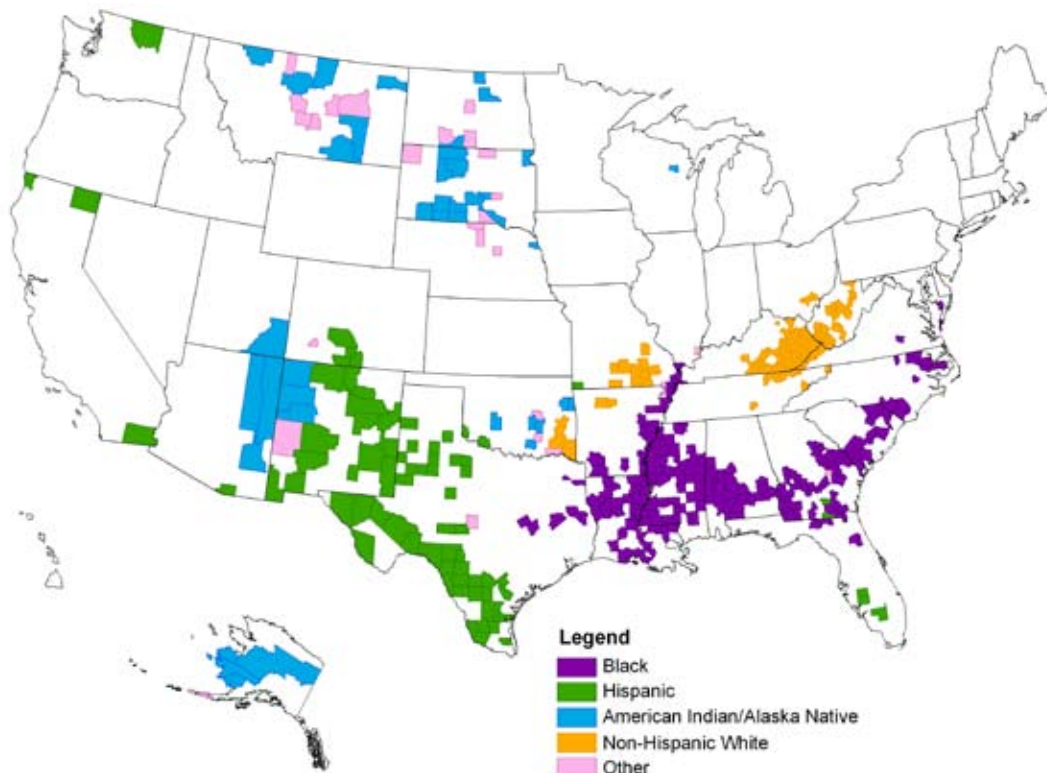 Legend
Black
Hispanic
American Indian/Alaska Native
Non-Hispanic White
Other